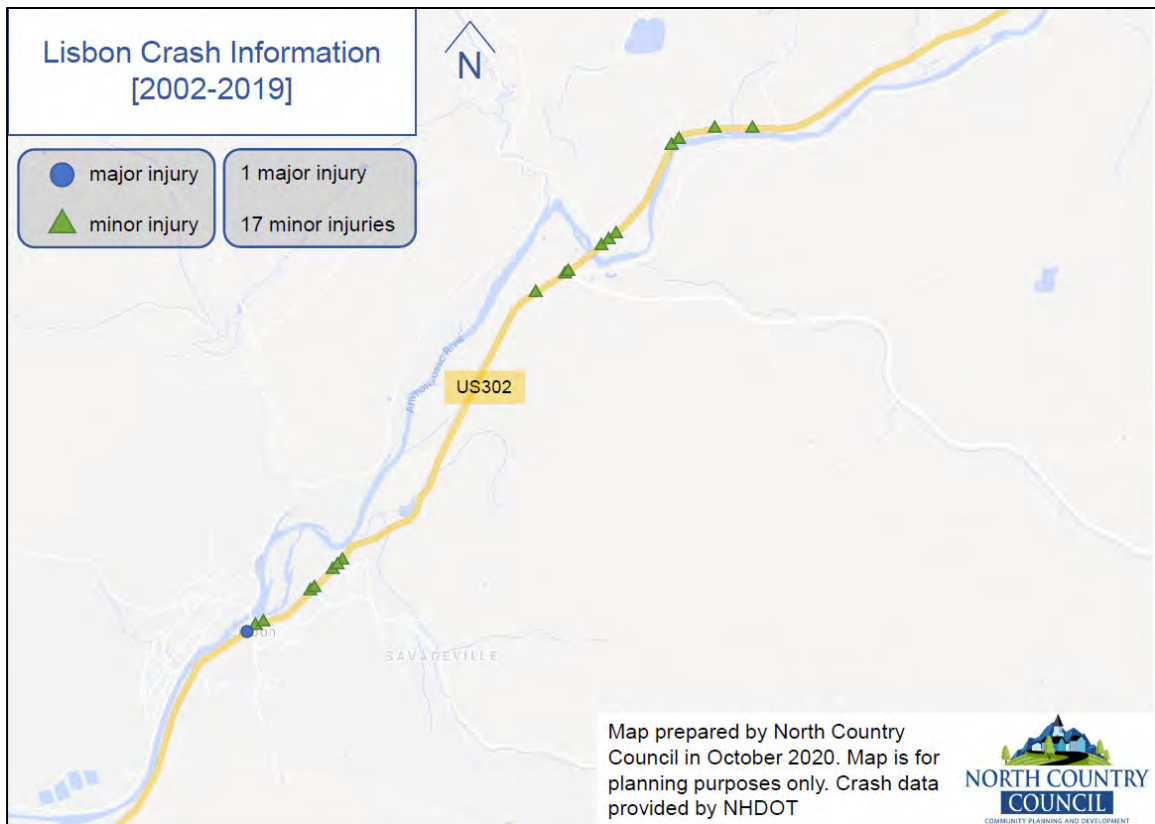 Lisbon Crash Information
[2002-2019]
N
major injury
minor injury
1 major injury
17 minor injuries
US302
SAVAGEVILLE
Map prepared by North Country
Council in October 2020. Map is for
planning purposes only. Crash data
provided by NHDOT
NORTH COUNTRY
COUNCIL
COMMUNITY PLANNING AND DEVELOPMENT